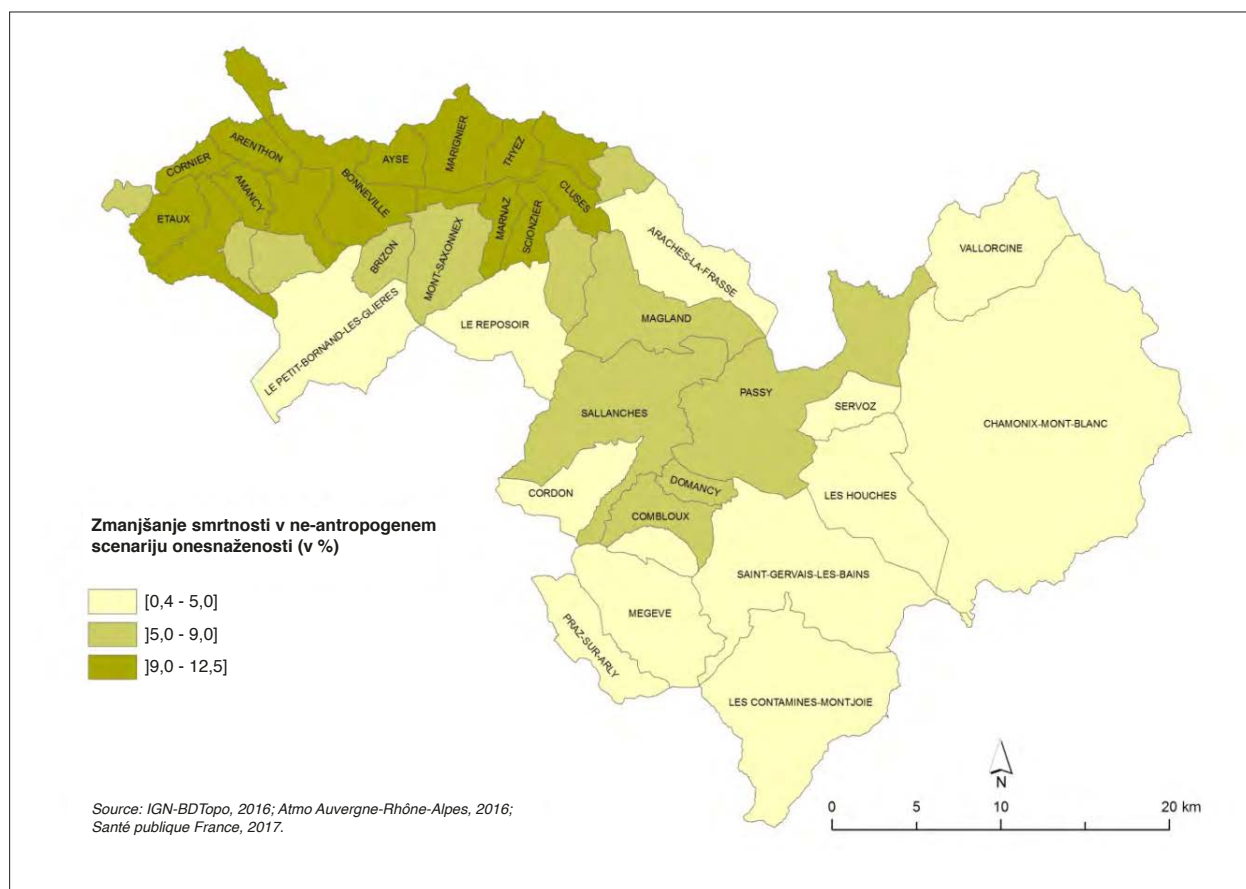 ARENTHON
CORNIER
AMANCY
ETAUX
BONNEVILLE
AYSE
MARIGNIER
THYEZ
CLUSES
MARNAZ
SCIONZIER
BRIZON
MONT-SAXONNEX
LE PETIT-BORNAND-LES-GLIERES
LE REPOSOIR
ARACHES-LA-FRASSE
MAGLAND
VALLORCINE
SALLANCHES
PASSY
SERVOZ
CHAMONIX-MONT-BLANC
CORDON
DOMANCY
COMBLOUX
LES HOUCHES
SAINT-GERVAIS-LES-BAINS
MEGEVE
PRAZ-SUR-ARLY
LES CONTAMINES-MONTJOIE
Zmanjšanje smrtnosti v ne-antropogenem
scenariju onesnaženosti (v %)
[0,4 - 5,0]
]5,0 - 9,0]
]9,0 - 12,5]
Source: IGN-BDTopo, 2016; Atmo Auvergne-Rhône-Alpes, 2016;
Santé publique France, 2017.
N
0 5 10 20 km